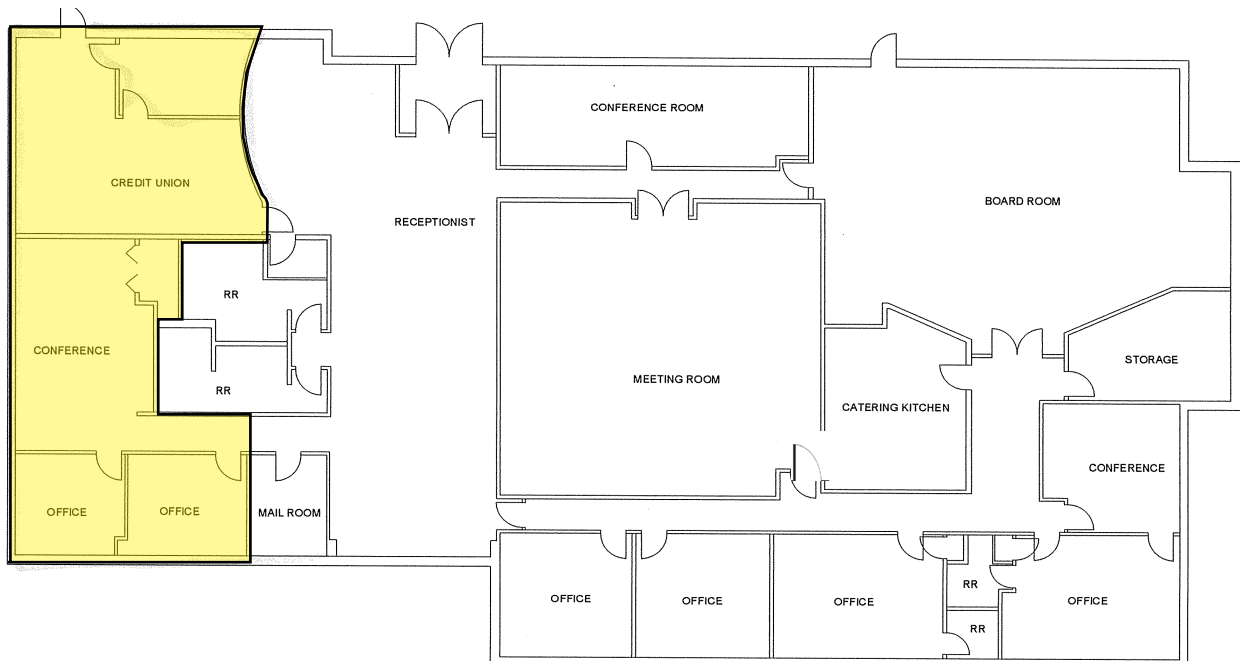 CONFERENCE ROOM
CREDIT UNION
BOARD ROOM
RECEPTIONIST
RR
CONFERENCE
STORAGE
MEETING ROOM
RR
CATERING KITCHEN
CONFERENCE
OFFICE
OFFICE
MAIL ROOM
OFFICE
OFFICE
OFFICE
RR
OFFICE
RR